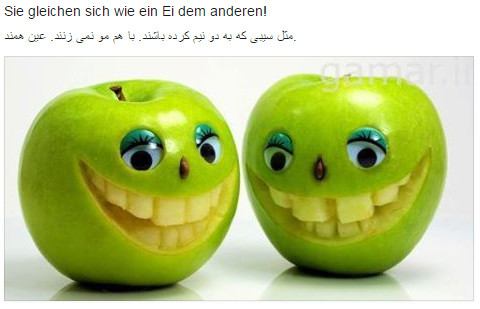 Sie gleichen sich wie ein Ei dem anderen!
مثل سیبی که به دو نیم کرده باشند. با هم مو نمی زنند. عین همند.
gamar.ir